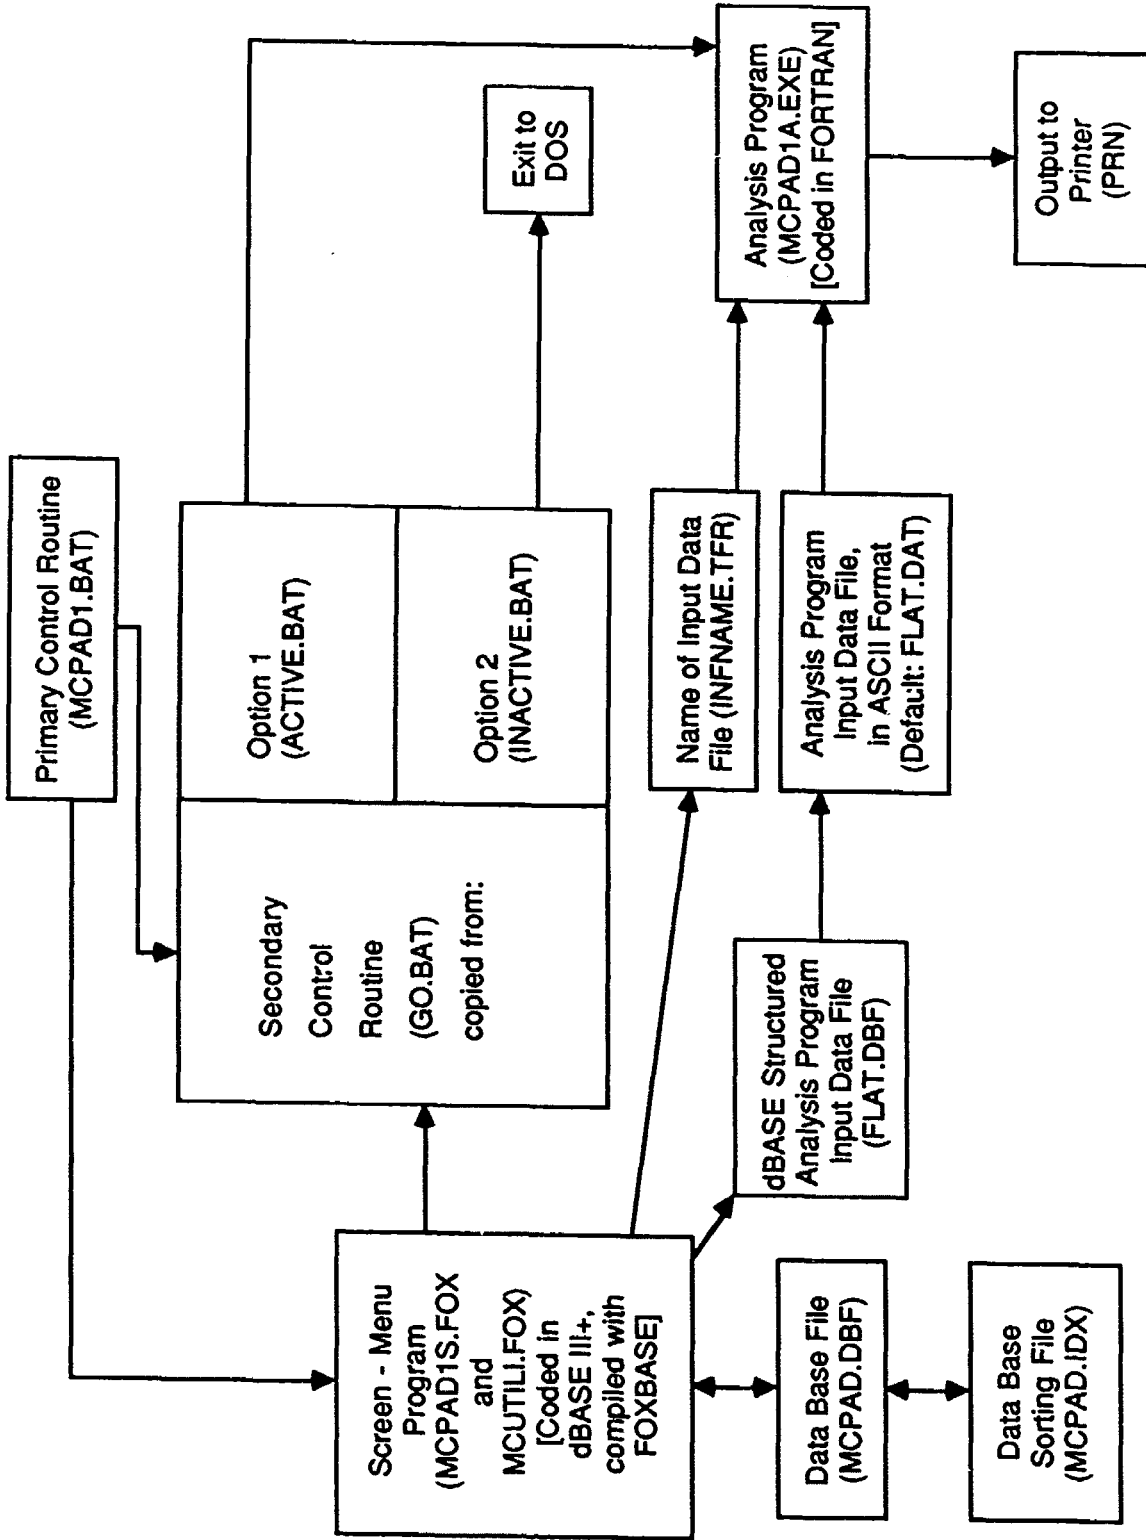 Primary Control Routine
(MCPAD1.BAT)
Secondary
Control
Routine
(GO.BAT)
copied from:
Option 1
(ACTIVE.BAT)
Option 2
(INACTIVE.BAT)
Exit to
DOS
Screen - Menu
Program
(MCPAD1S.FOX
and
MCUTILI.FOX)
[Coded in
dBASE III+,
compiled with
FOXBASE]
Name of Input Data
File (INFNAME.TFR)
Analysis Program
(MCPAD1A.EXE)
[Coded in FORTRAN]
dBASE Structured
Analysis Program
Input Data File
(FLAT.DBF)
Analysis Program
Input Data File,
in ASCII Format
(Default: FLAT.DAT)
Data Base File
(MCPAD.DBF)
Data Base
Sorting File
(MCPAD.IDX)
Output to
Printer
(PRN)